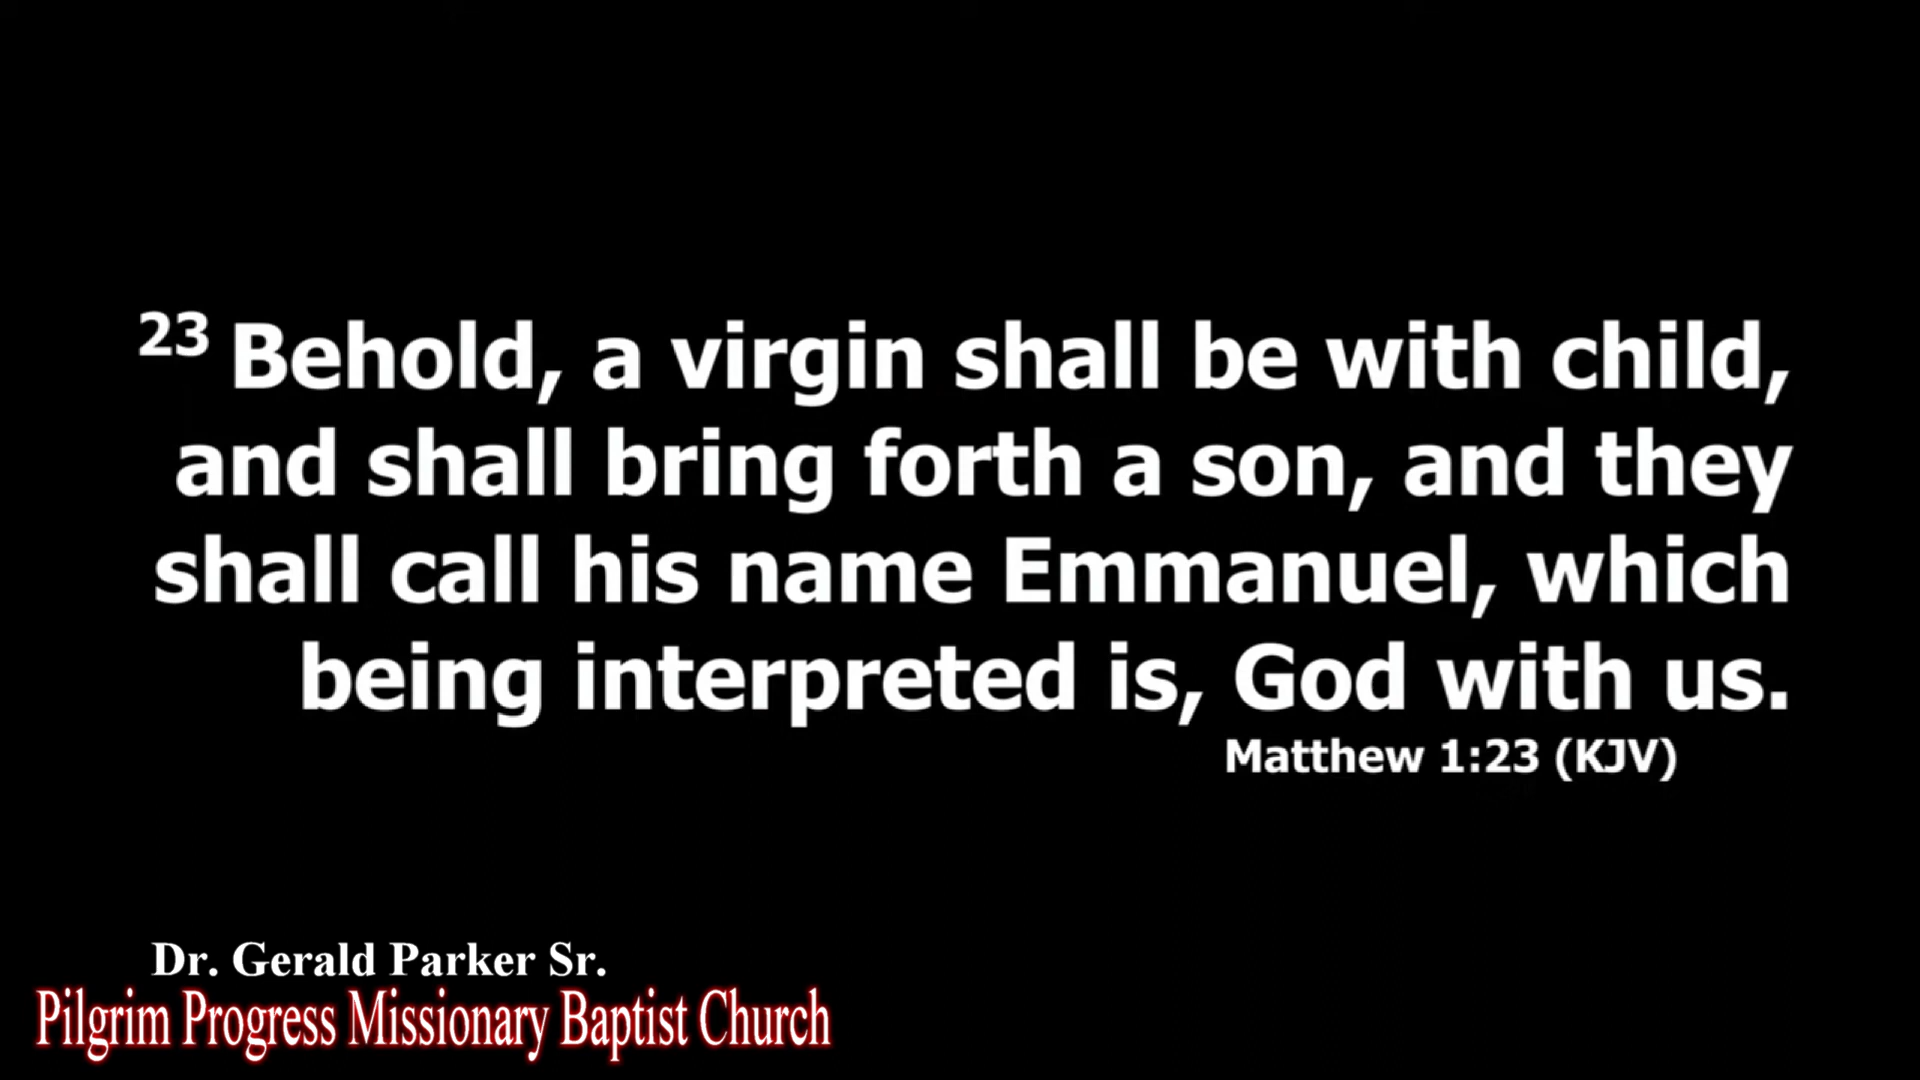 23 Behold, a virgin shall be with child,
and shall bring forth a son, and they
shall call his name Emmanuel, which
being interpreted is, God with us.
Matthew 1:23 (KJV)
Dr. Gerald Parker Sr.
Pilgrim Progress Missionary Baptist Church